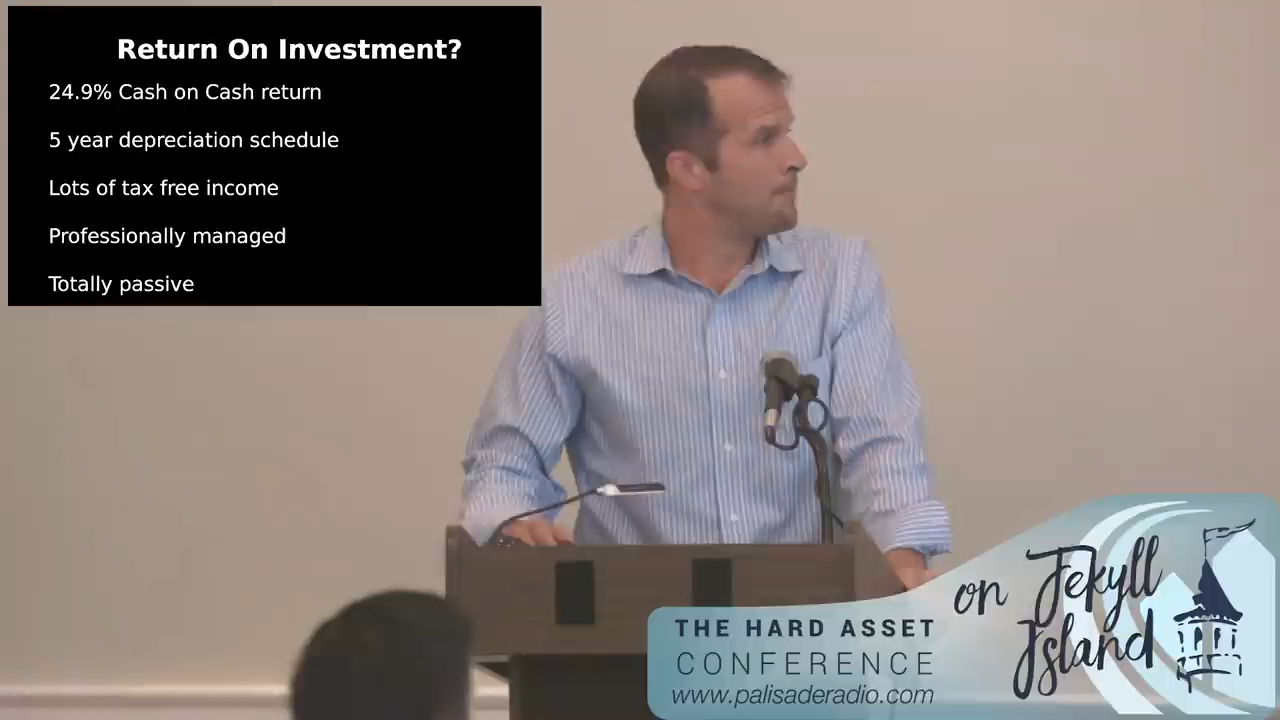 Return On Investment?
24.9% Cash on Cash return
5 year depreciation schedule
Lots of tax free income
Professionally managed
Totally passive
on Jekyll
Island
THE HARD ASSET
CONFERENCE
www.palisaderadio.com